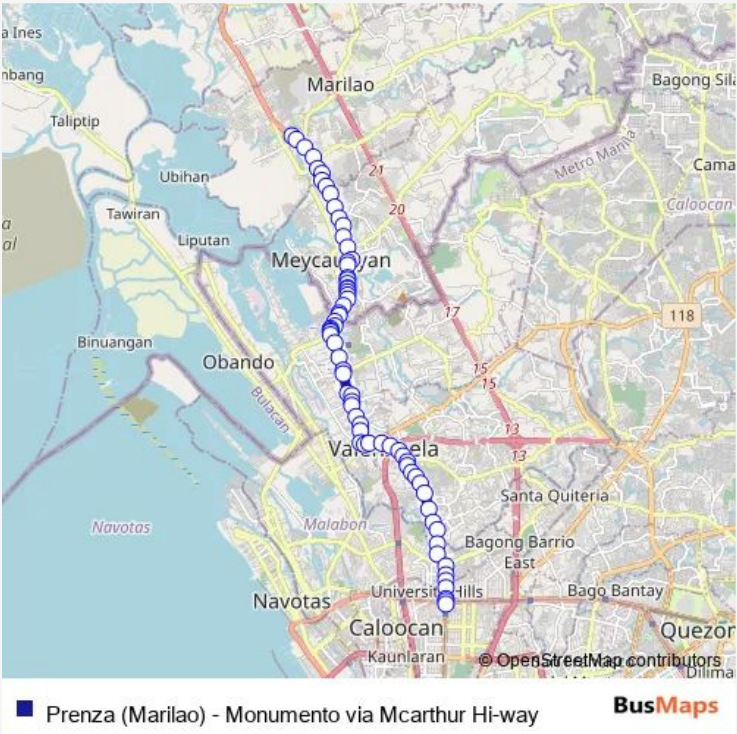 a Ines
Marilao
Bagong Sila
nbang
Taliptip
Metro Manila
Cama
21
Ubihan
Caloocan
20
Tawiran
Liputan
a
al
Meycauayan
17
118
Binuangan
Obando
15
15
Bulacan
13
Valenzuela
13
Santa Quiteria
Navotas
Malabon
Bagong Barrio
East
University Hills
Bago Bantay
Navotas
Caloocan
Quezon
Kaunlaran
© OpenStreetMap contributors
Dilima
Prenza (Marilao) - Monumento via Mcarthur Hi-way
BusMaps